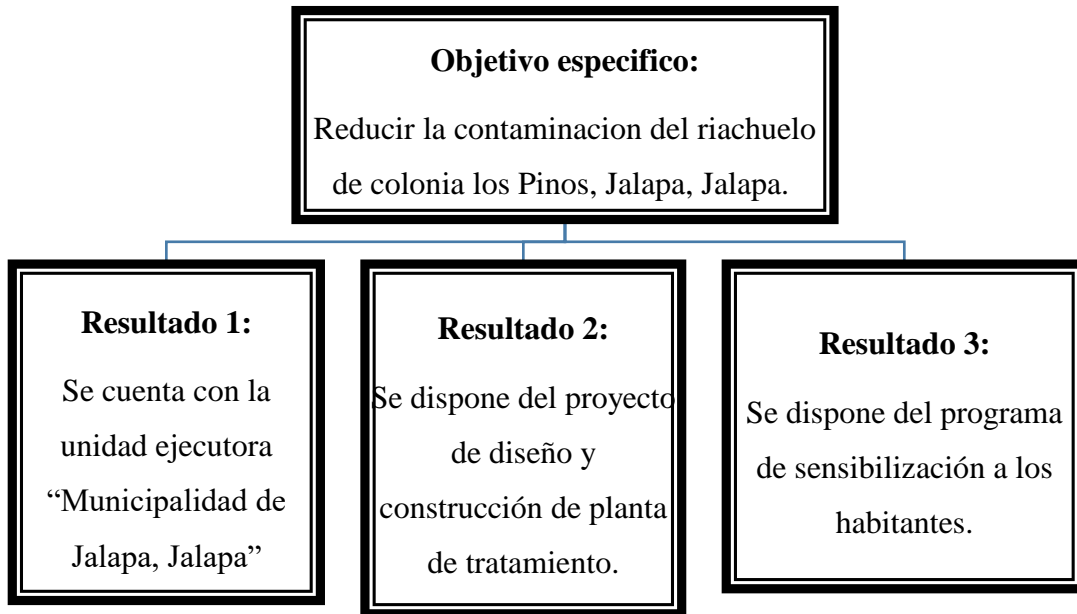 Objetivo especifico:
Reducir la contaminacion del riachuelo
de colonia los Pinos, Jalapa, Jalapa.
Resultado 1:
Se cuenta con la
unidad ejecutora
“Municipalidad de
Jalapa, Jalapa”
Resultado 2:
Se dispone del proyecto
de diseño y
construcción de planta
de tratamiento.
Resultado 3:
Se dispone del programa
de sensibilización a los
habitantes.